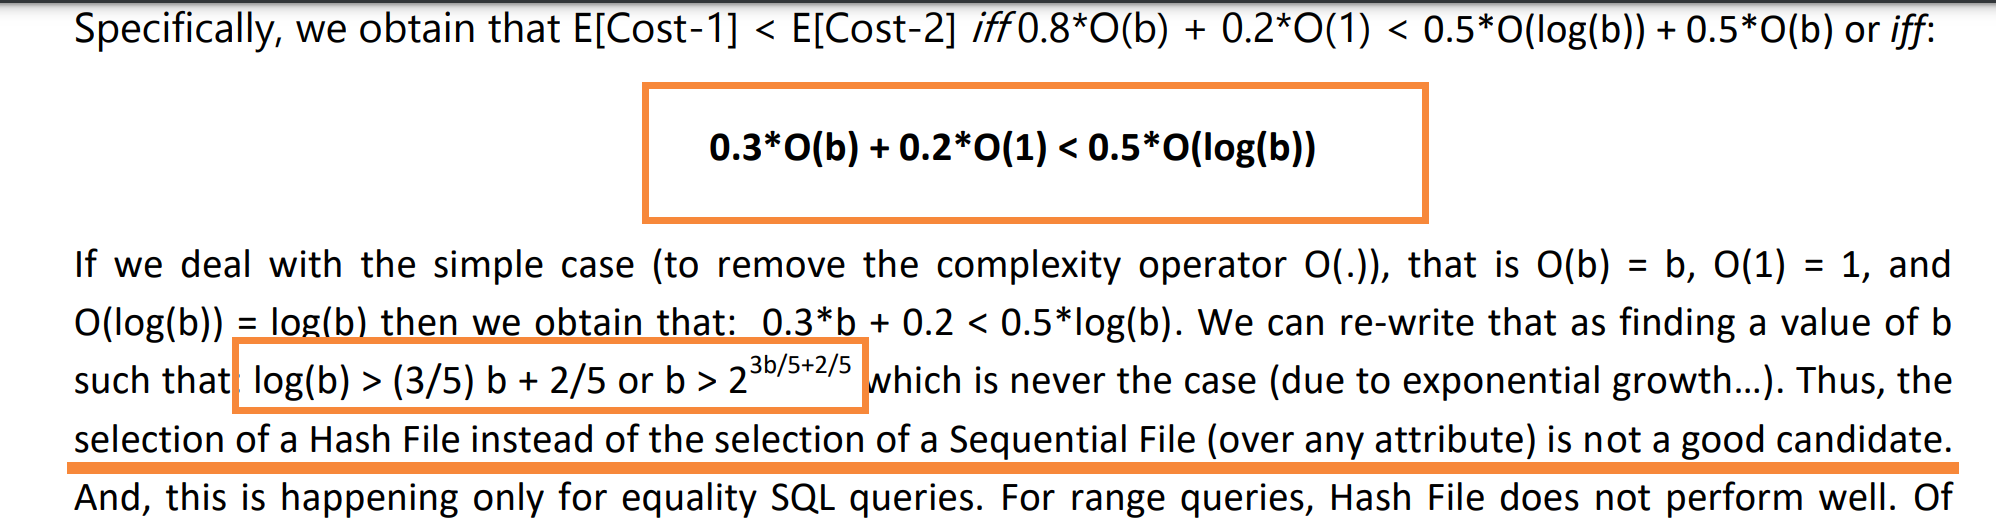 Specifically, we obtain that E[Cost-1] < E[Cost-2] iff 0.8*O(b) + 0.2*O(1) < 0.5*O(log(b)) + 0.5*O(b) or iff:
0.3*O(b) + 0.2*O(1) < 0.5*O(log(b))
If we deal with the simple case (to remove the complexity operator O(.)), that is O(b) = b, O(1) = 1, and
O(log(b)) = log(b) then we obtain that: 0.3*b + 0.2 < 0.5*log(b). We can re-write that as finding a value of b
such that: log(b) > (3/5) b + 2/5 or b > 2^{3b/5+2/5} which is never the case (due to exponential growth...). Thus, the
selection of a Hash File instead of the selection of a Sequential File (over any attribute) is not a good candidate.
And, this is happening only for equality SQL queries. For range queries, Hash File does not perform well. Of